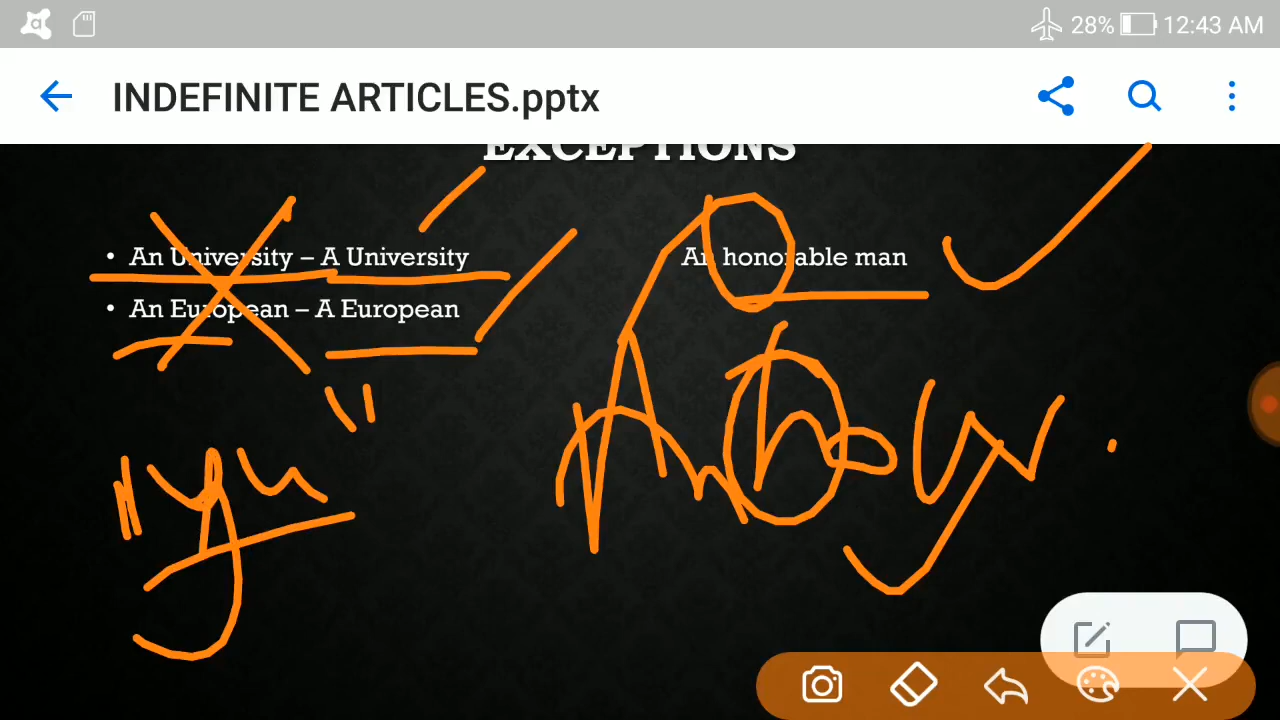 28% 12:43 AM
INDEFINITE ARTICLES.pptx
EXCEPTIONS
• An University – A University
• An European – A European
An honorable man
"yu"
An hour.